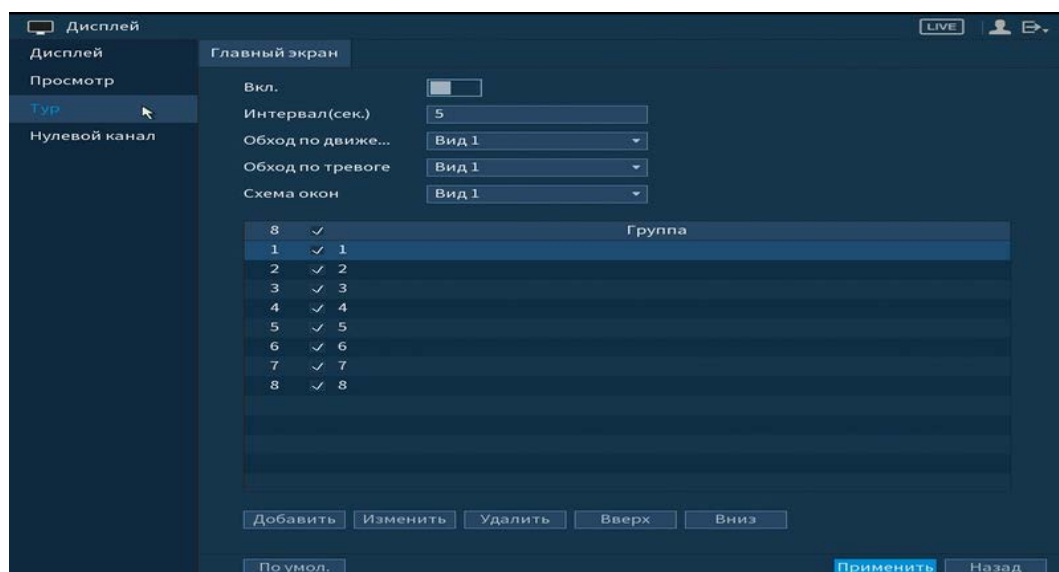 Дисплей LIVE
Дисплей
Просмотр
Тур
Нулевой канал
Главный экран
Вкл.
Интервал(сек.) 5
Обход по движе... Вид 1
Обход по тревоге Вид 1
Схема окон Вид 1
8 Группа
1 1
2 2
3 3
4 4
5 5
6 6
7 7
8 8
Добавить Изменить Удалить Вверх Вниз
По умол. Применить Назад